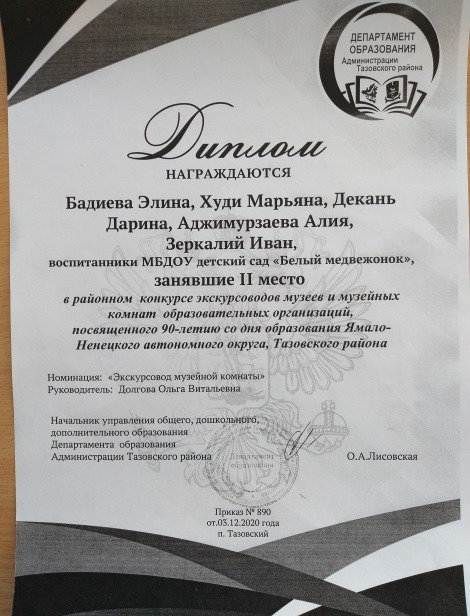 ДЕПАРТАМЕНТ
ОБРАЗОВАНИЯ
Администрации
Тазовского района
Диплом
НАГРАЖДАЮТСЯ
Бадиева Элина, Худи Марьяна, Декань
Дарина, Аджимурзаева Алия,
Зеркалий Иван,
воспитанники МБДОУ детский сад «Белый медвежонок»,
занявшие II место
в районном конкурсе экскурсоводов музеев и музейных
комнат образовательных организаций,
посвященного 90-летию со дня образования Ямало-
Ненецкого автономного округа, Тазовского района
Номинация: «Экскурсовод музейной комнаты»
Руководитель: Долгова Ольга Витальевна
Начальник управления общего, дошкольного,
дополнительного образования
Департамента образования
Администрации Тазовского района
О.А.Лисовская
Департамент
образования
Приказ № 890
от.03.12.2020 года
п. Тазовский